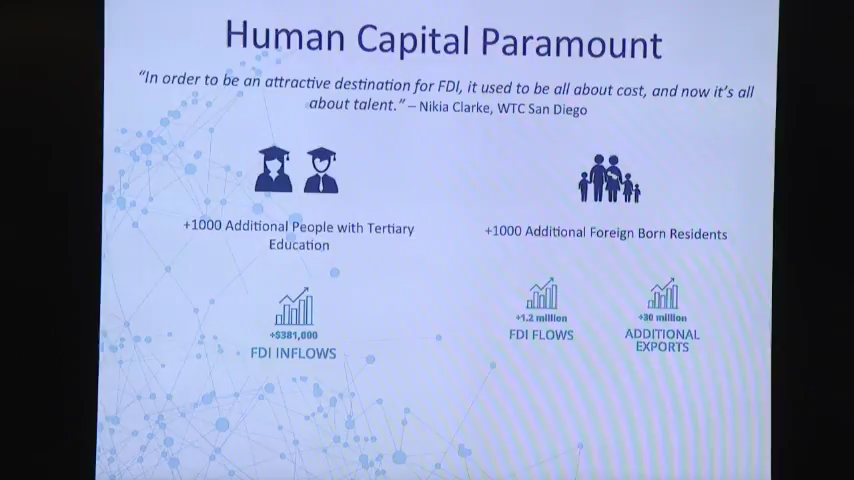 Human Capital Paramount
“In order to be an attractive destination for FDI, it used to be all about cost, and now it’s all
about talent.” – Nikia Clarke, WTC San Diego
+1000 Additional People with Tertiary
Education
+1000 Additional Foreign Born Residents
+$381,000
FDI INFLOWS
+1.2 million
FDI FLOWS
+30 million
ADDITIONAL
EXPORTS